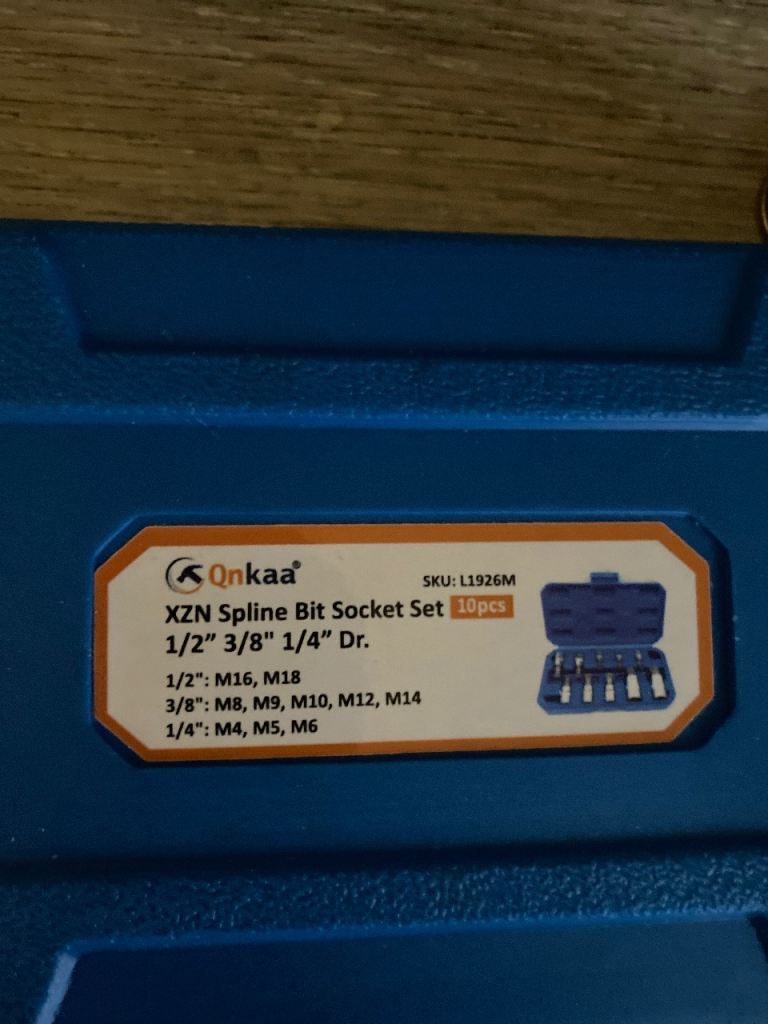 Qnkaa®
SKU: L1926M
XZN Spline Bit Socket Set 10pcs
1/2” 3/8" 1/4” Dr.
1/2": M16, M18
3/8": M8, M9, M10, M12, M14
1/4": M4, M5, M6